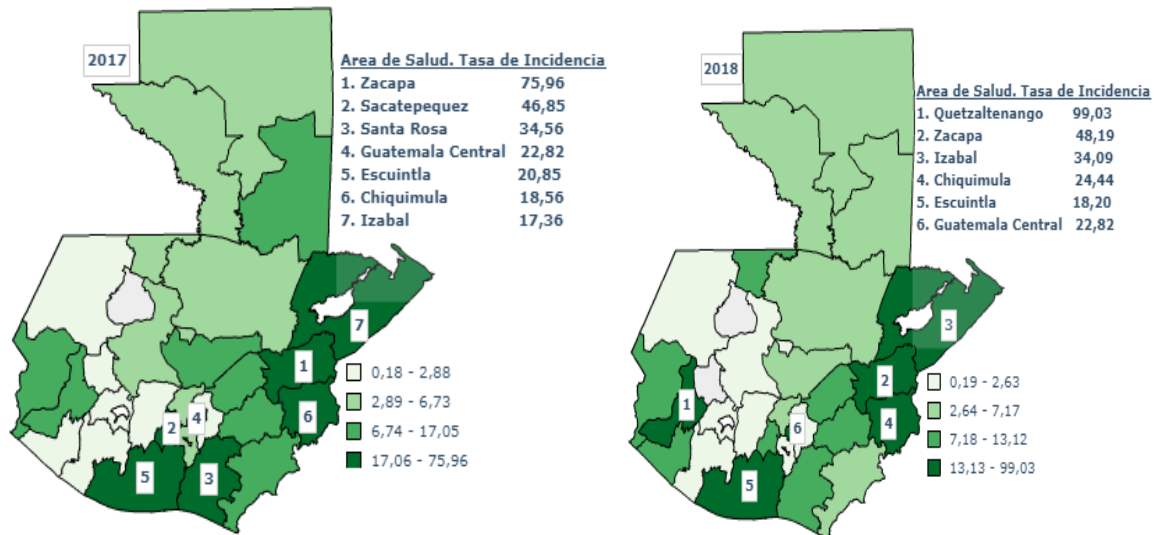 2017
Area de Salud. Tasa de Incidencia
1. Zacapa 75,96
2. Sacatepequez 46,85
3. Santa Rosa 34,56
4. Guatemala Central 22,82
5. Escuintla 20,85
6. Chiquimula 18,56
7. Izabal 17,36
7
1
6
4
2
5
3
0,18 - 2,88
2,89 - 6,73
6,74 - 17,05
17,06 - 75,96
2018
Area de Salud. Tasa de Incidencia
1. Quetzaltenango 99,03
2. Zacapa 48,19
3. Izabal 34,09
4. Chiquimula 24,44
5. Escuintla 18,20
6. Guatemala Central 22,82
3
2
1
4
6
5
0,19 - 2,63
2,64 - 7,17
7,18 - 13,12
13,13 - 99,03